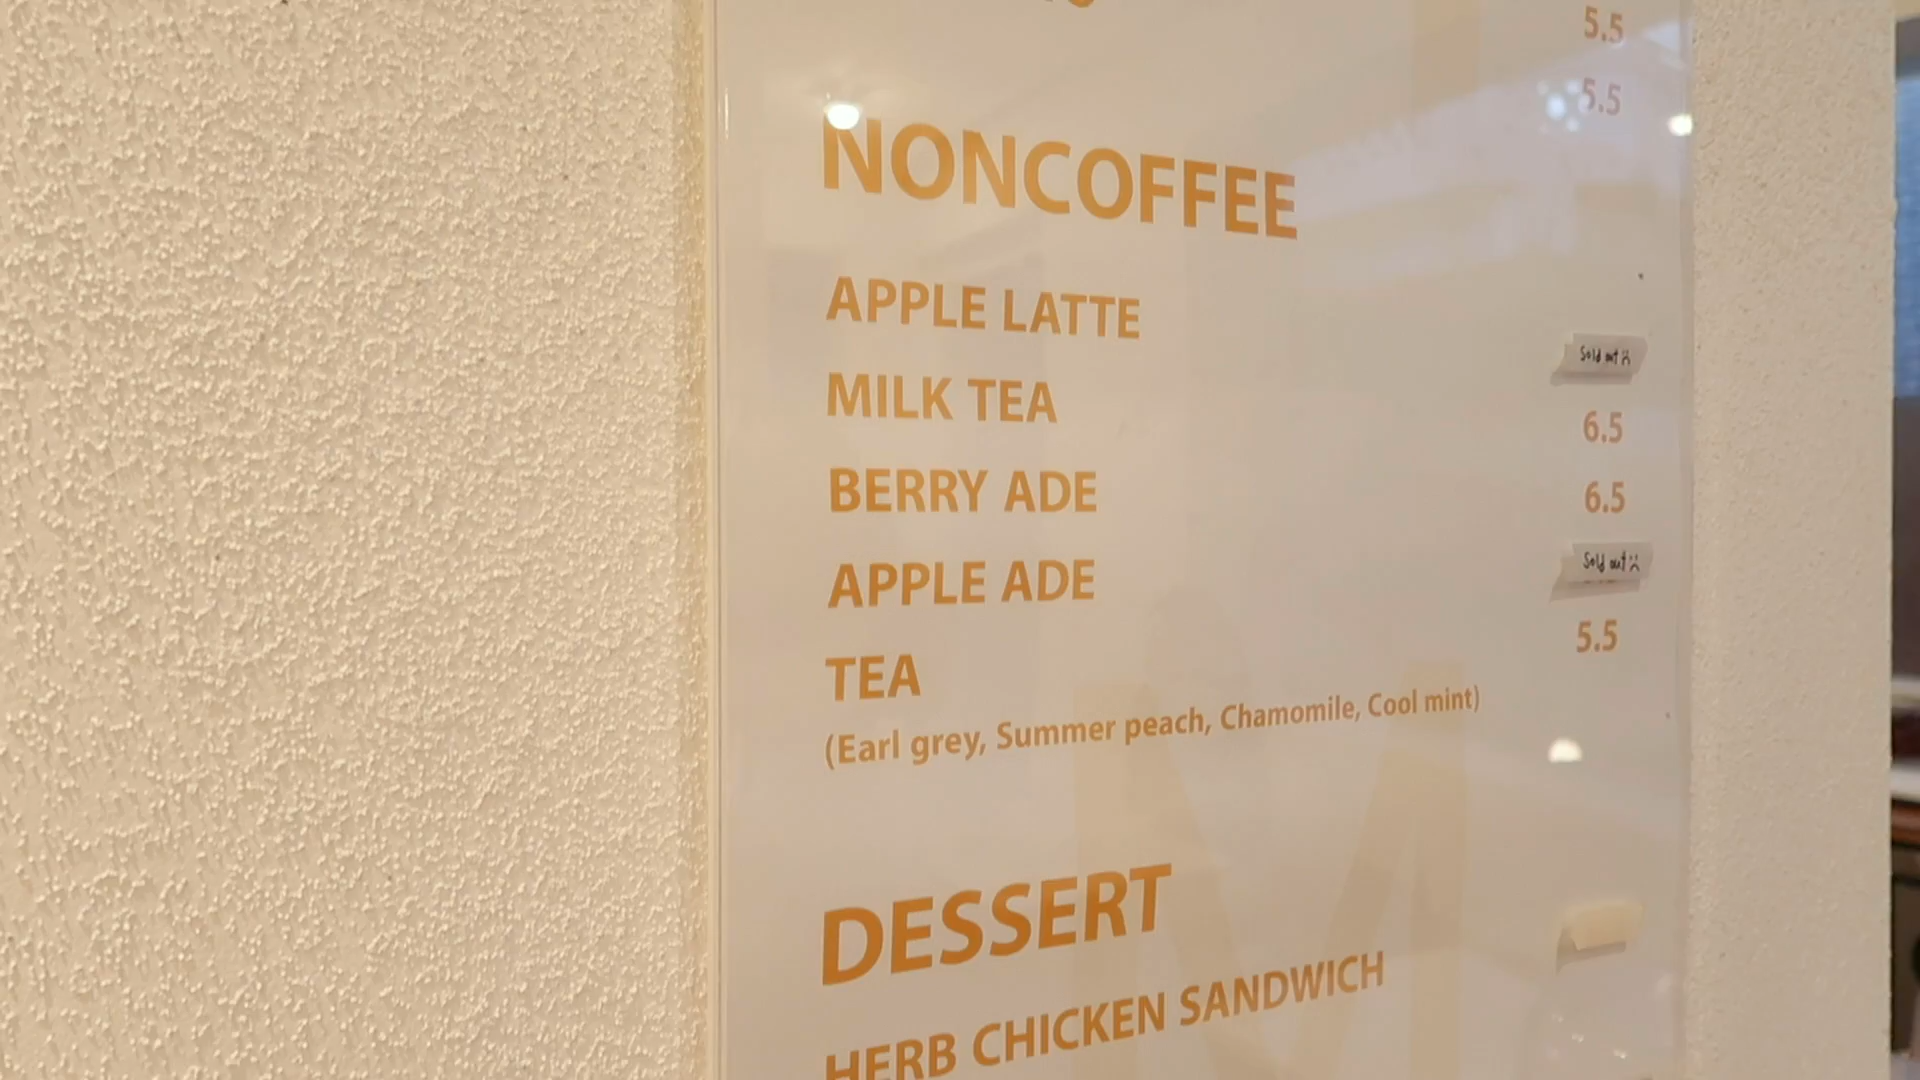 5.5
5.5
NONCOFFEE
APPLE LATTE Sold out
MILK TEA 6.5
BERRY ADE 6.5
APPLE ADE Sold out
TEA 5.5
(Earl grey, Summer peach, Chamomile, Cool mint)
DESSERT
HERB CHICKEN SANDWICH